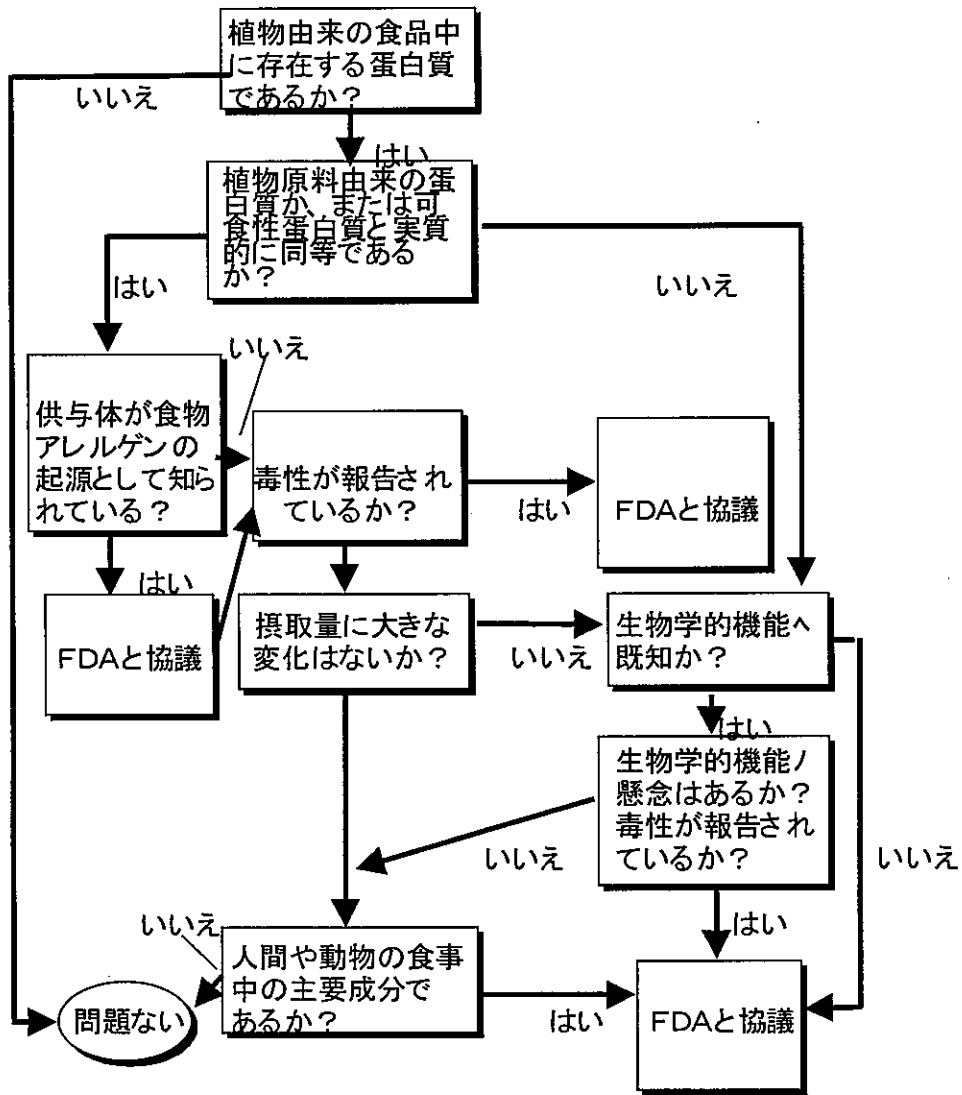 植物由来の食品中
に存在する蛋白質
であるか？
いいえ
はい
植物原料由来の蛋
白質か、または可
食性蛋白質と実質
的に同等である
か？
はい
いいえ
いいえ
供与体が食物
アレルゲンの
起源として知ら
れている？
毒性が報告され
ているか？
はい
FDAと協議
はい
FDAと協議
摂取量に大きな
変化はないか？
いいえ
生物学的機能ヘ
既知か？
はい
生物学的機能ノ
懸念はあるか？
毒性が報告され
ているか？
いいえ
いいえ
はい
いいえ
人間や動物の食事
中の主要成分で
あるか？
はい
FDAと協議
問題ない